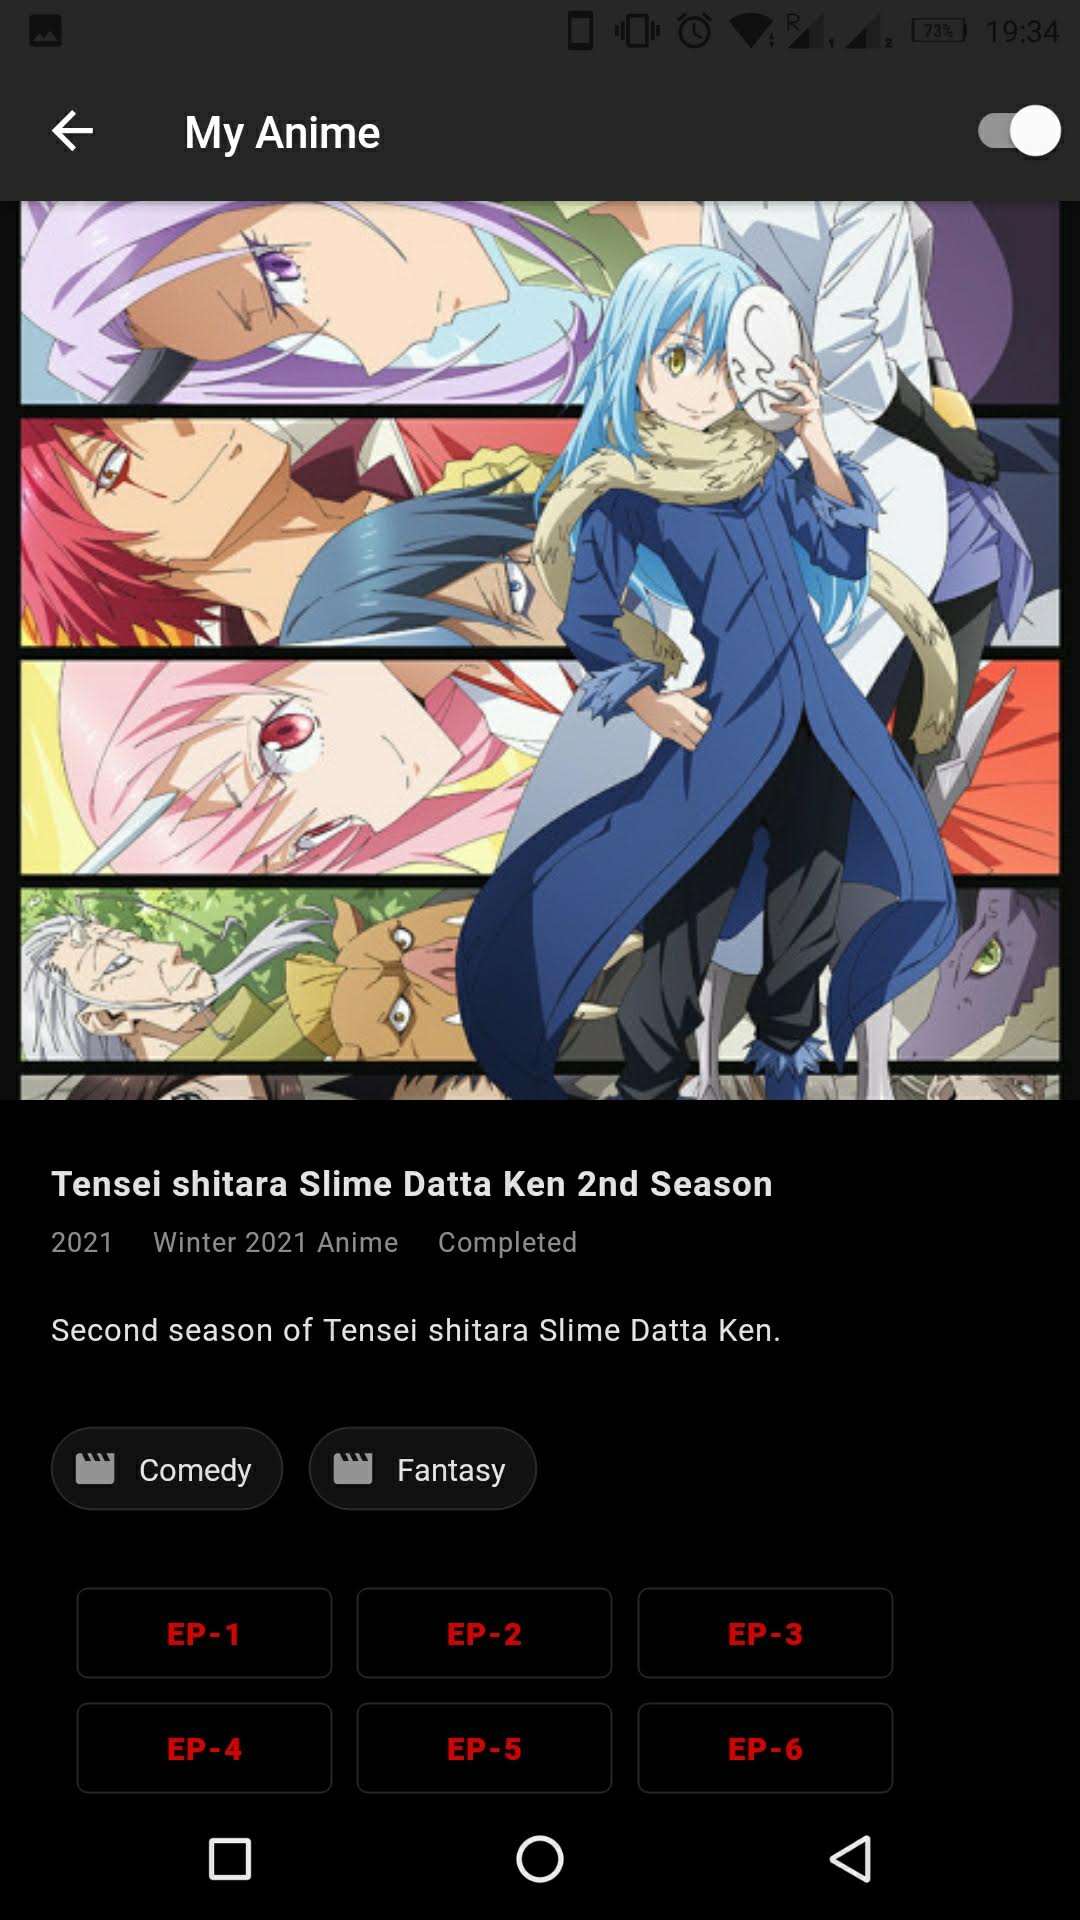 R 1 2 73% 19:34
My Anime
Tensei shitara Slime Datta Ken 2nd Season
2021 Winter 2021 Anime Completed
Second season of Tensei shitara Slime Datta Ken.
Comedy Fantasy
EP-1 EP-2 EP-3
EP-4 EP-5 EP-6